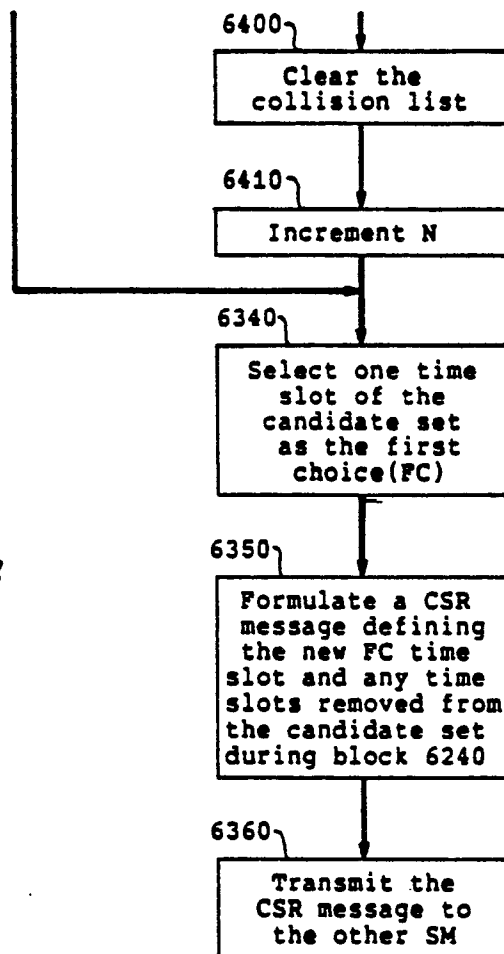 6400
Clear the
collision list
6410
Increment N
6340
Select one time
slot of the
candidate set
as the first
choice(FC)
6350
Formulate a CSR
message defining
the new FC time
slot and any time
slots removed from
the candidate set
during block 6240
6360
Transmit the
CSR message to
the other SM